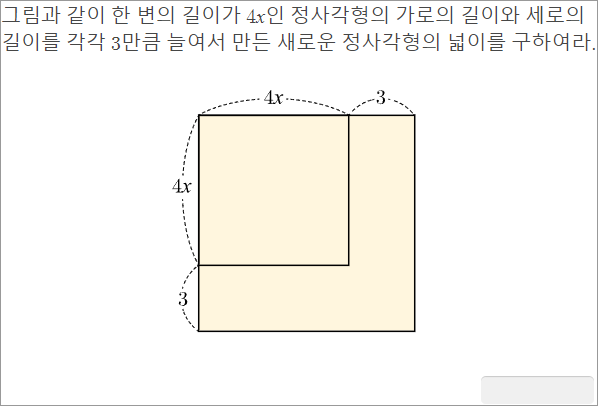 그림과 같이 한 변의 길이가 4x인 정사각형의 가로의 길이와 세로의
길이를 각각 3만큼 늘여서 만든 새로운 정사각형의 넓이를 구하여라.
4x
3
4x
3